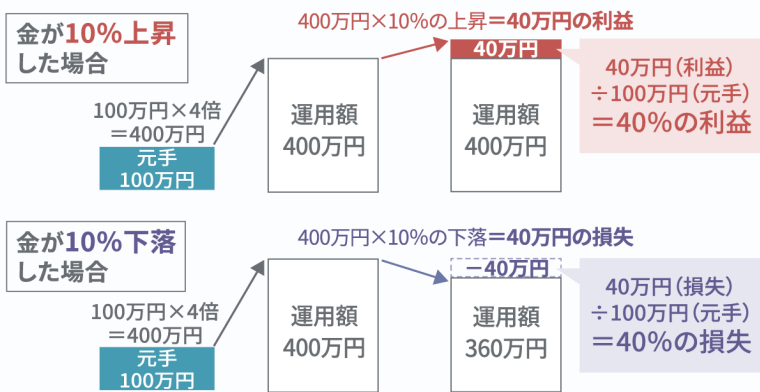 金が10%上昇
した場合
400万円×10%の上昇＝40万円の利益
100万円×4倍
＝400万円
元手
100万円
運用額
400万円
40万円
運用額
400万円
40万円（利益）
÷100万円（元手）
＝40%の利益
金が10%下落
した場合
400万円×10%の下落＝40万円の損失
100万円×4倍
＝400万円
元手
100万円
運用額
400万円
－40万円
運用額
360万円
40万円（損失）
÷100万円（元手）
＝40%の損失